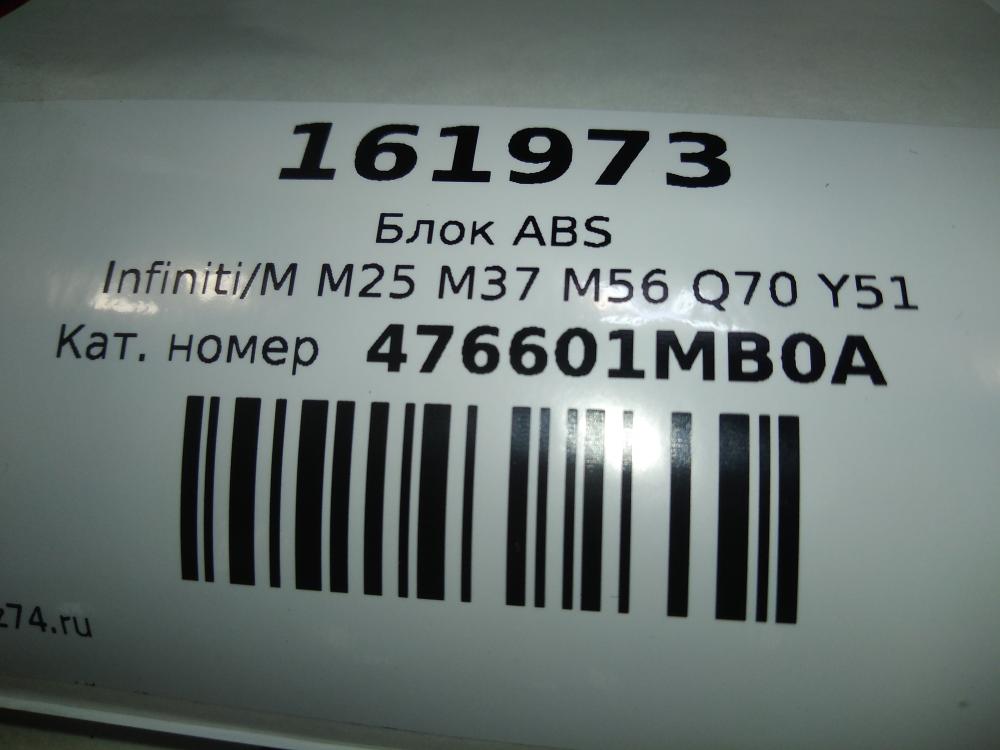 161973
Блок ABS
Infiniti/M M25 M37 M56 Q70 Y51
Кат. номер 476601MB0A
z74.ru